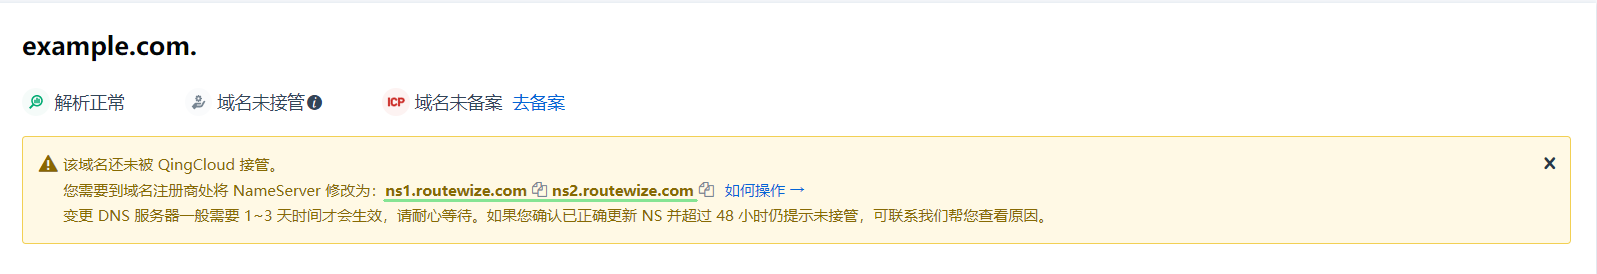 example.com.
解析正常 域名未接管 ICP 域名未备案 去备案
该域名还未被 QingCloud 接管。
您需要到域名注册商处将 NameServer 修改为：ns1.routewize.com ns2.routewize.com 如何操作 →
变更 DNS 服务器一般需要 1~3 天时间才会生效，请耐心等待。如果您确认已正确更新 NS 并超过 48 小时仍提示未接管，可联系我们帮您查看原因。